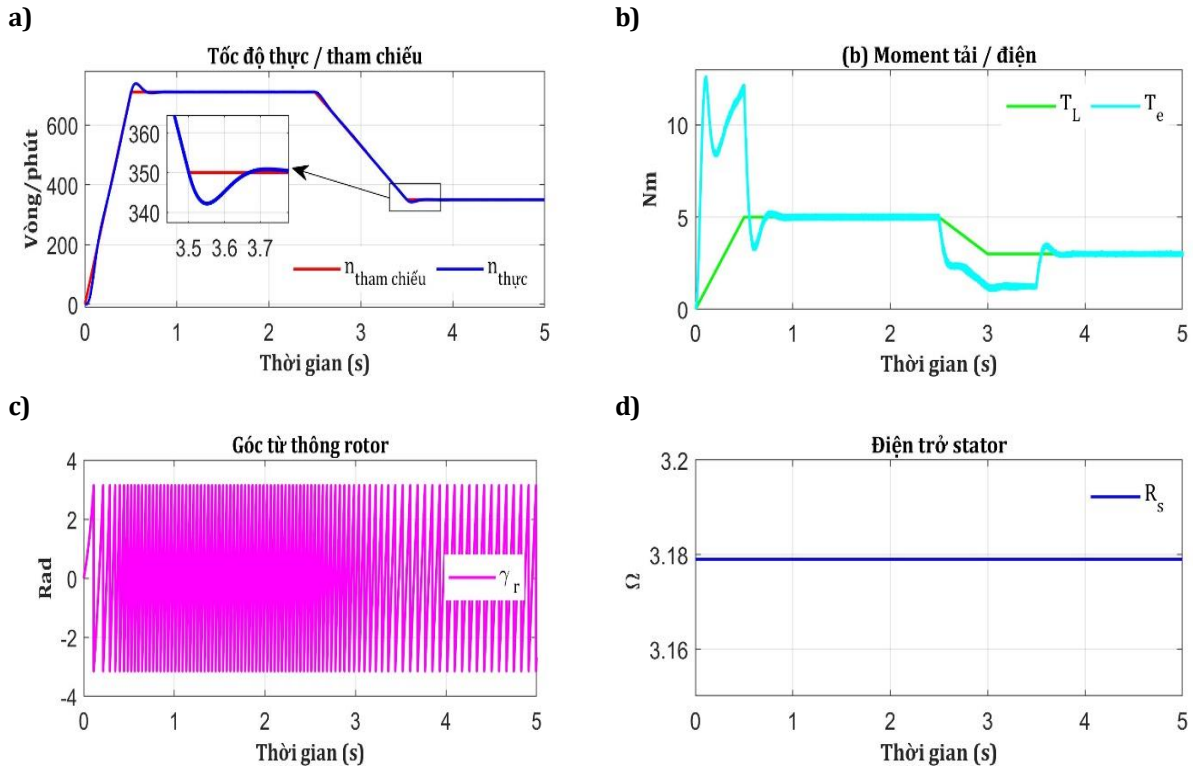 a)
Tốc độ thực / tham chiếu
Vòng/phút
600
400
200
0
360
350
340
3.5 3.6 3.7
n tham chiếu n thực
0 1 2 3 4 5
Thời gian (s)
b)
(b) Moment tải / điện
Nm
10
5
0
T_L T_e
0 1 2 3 4 5
Thời gian (s)
c)
Góc từ thông rotor
Rad
4
2
0
-2
-4
γ_r
0 1 2 3 4 5
Thời gian (s)
d)
Điện trở stator
Ω
3.2
3.18
3.16
R_s
0 1 2 3 4 5
Thời gian (s)